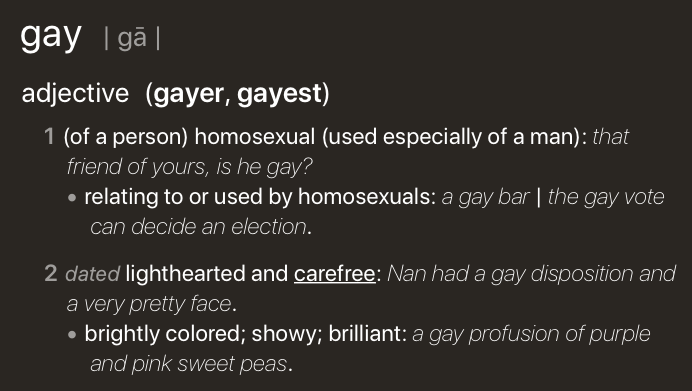 gay | gā |
adjective (gayer, gayest)
1 (of a person) homosexual (used especially of a man): that
friend of yours, is he gay?
• relating to or used by homosexuals: a gay bar | the gay vote
can decide an election.
2 dated lighthearted and carefree: Nan had a gay disposition and
a very pretty face.
• brightly colored; showy; brilliant: a gay profusion of purple
and pink sweet peas.